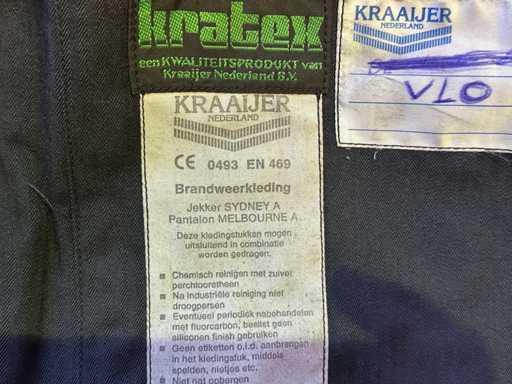 kratex
een KWALITEITSPRODUKT van
Kraaijer Nederland B.V.
KRAAIJER
NEDERLAND
VLO
KRAAIJER
NEDERLAND
CE 0493 EN 469
Brandweerkleding
Jekker SYDNEY A
Pantalon MELBOURNE A
Deze kledingstukken mogen
uitsluitend in combinatie
worden gedragen.
Chemisch reinigen met zuiver
perchlooretheen
Na industriële reiniging niet
droogpersen
Eventueel periodiek nabehandelen
met fluorcarbon, beslist geen
siliconen finish gebruiken
Geen etiketten o.i.d. aanbrengen
in het kledingstuk, middels
spelden, nietjes etc.
Niet nat opbergen